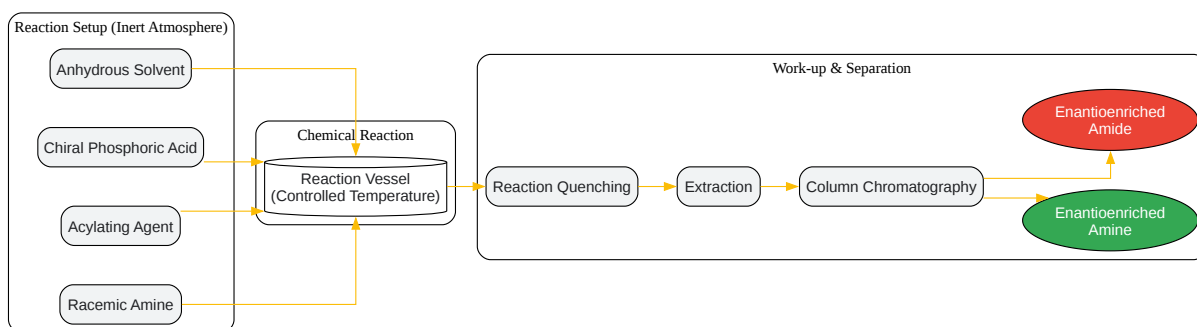 Reaction Setup (Inert Atmosphere)
Anhydrous Solvent
Chiral Phosphoric Acid
Acylating Agent
Racemic Amine
Chemical Reaction
Reaction Vessel
(Controlled Temperature)
Work-up & Separation
Reaction Quenching
Extraction
Column Chromatography
Enantioenriched
Amide
Enantioenriched
Amine